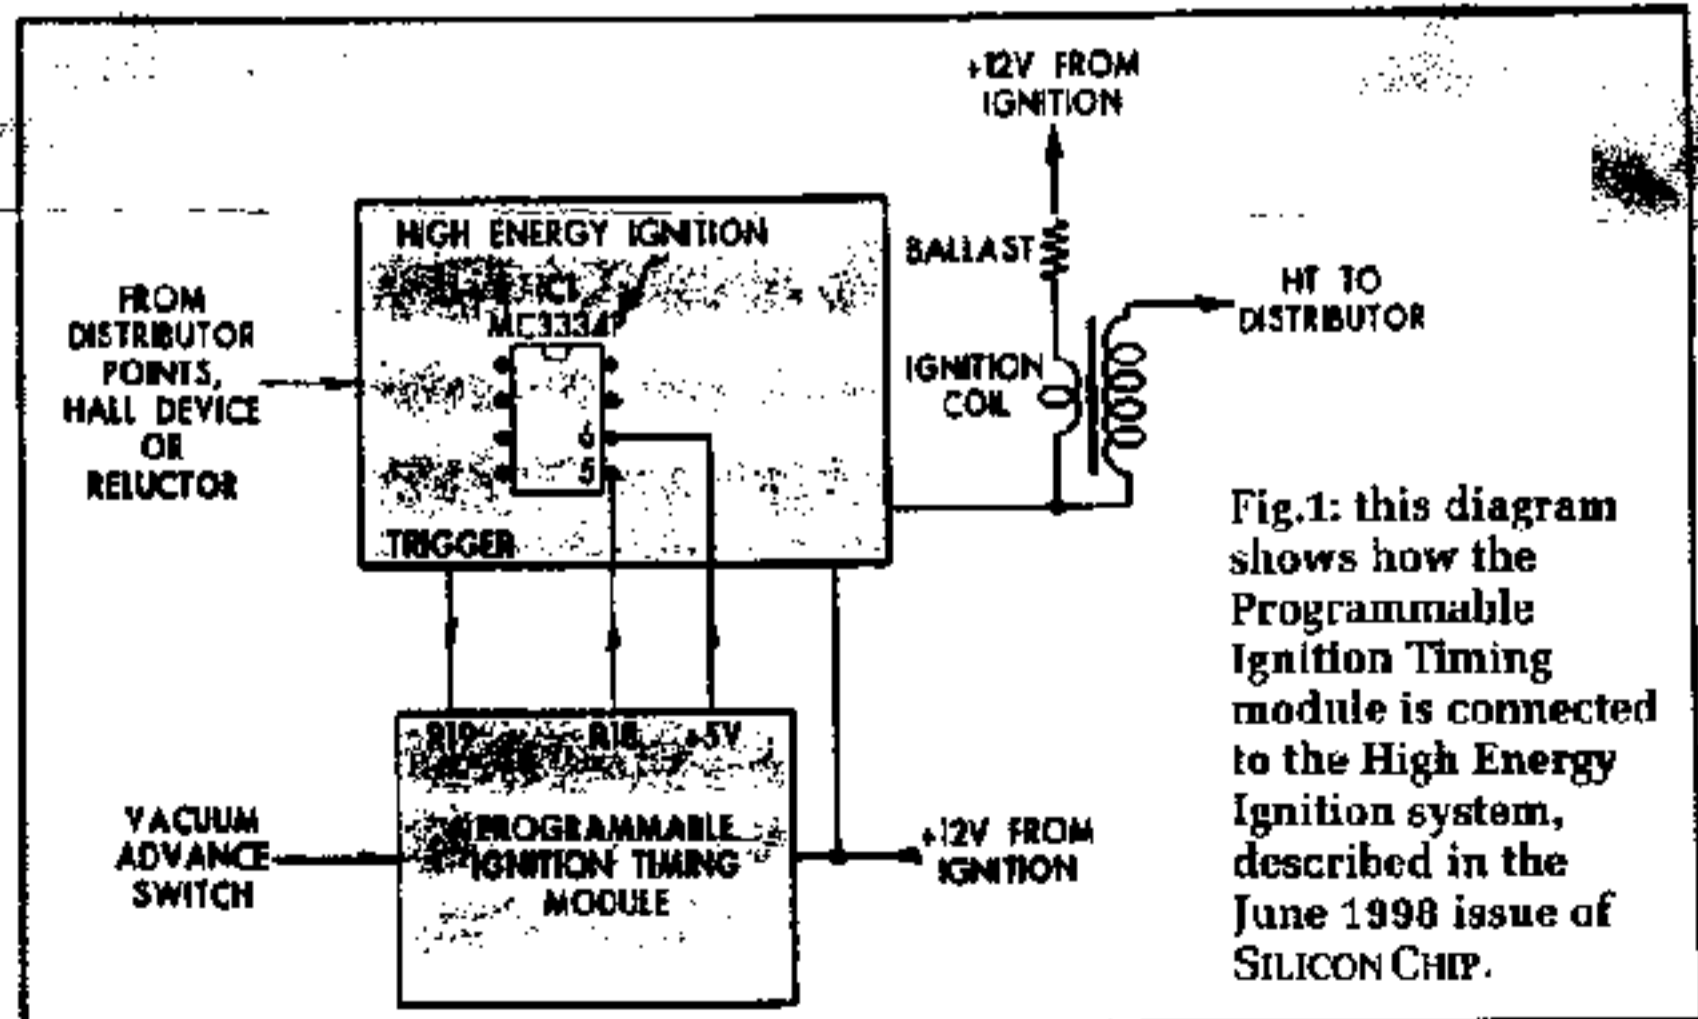 +12V FROM
IGNITION
HIGH ENERGY IGNITION
BALLAST
HT TO
DISTRIBUTOR
FROM
DISTRIBUTOR
POINTS,
HALL DEVICE
OR
RELUCTOR
IC1
MC3334P
IGNITION
COIL
6
5
TRIGGER
R19 R18 +5V
VACUUM
ADVANCE
SWITCH
PROGRAMMABLE
IGNITION TIMING
MODULE
+12V FROM
IGNITION
Fig.1: this diagram
shows how the
Programmable
Ignition Timing
module is connected
to the High Energy
Ignition system,
described in the
June 1998 issue of
SILICON CHIP.